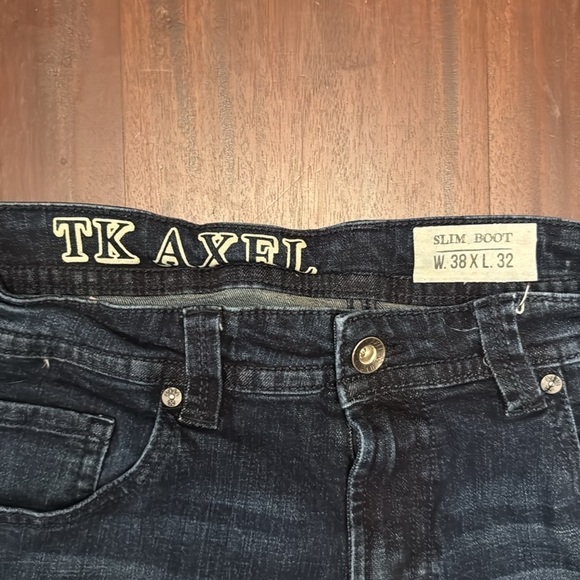 TK AXEL
SLIM BOOT
W. 38 X L. 32